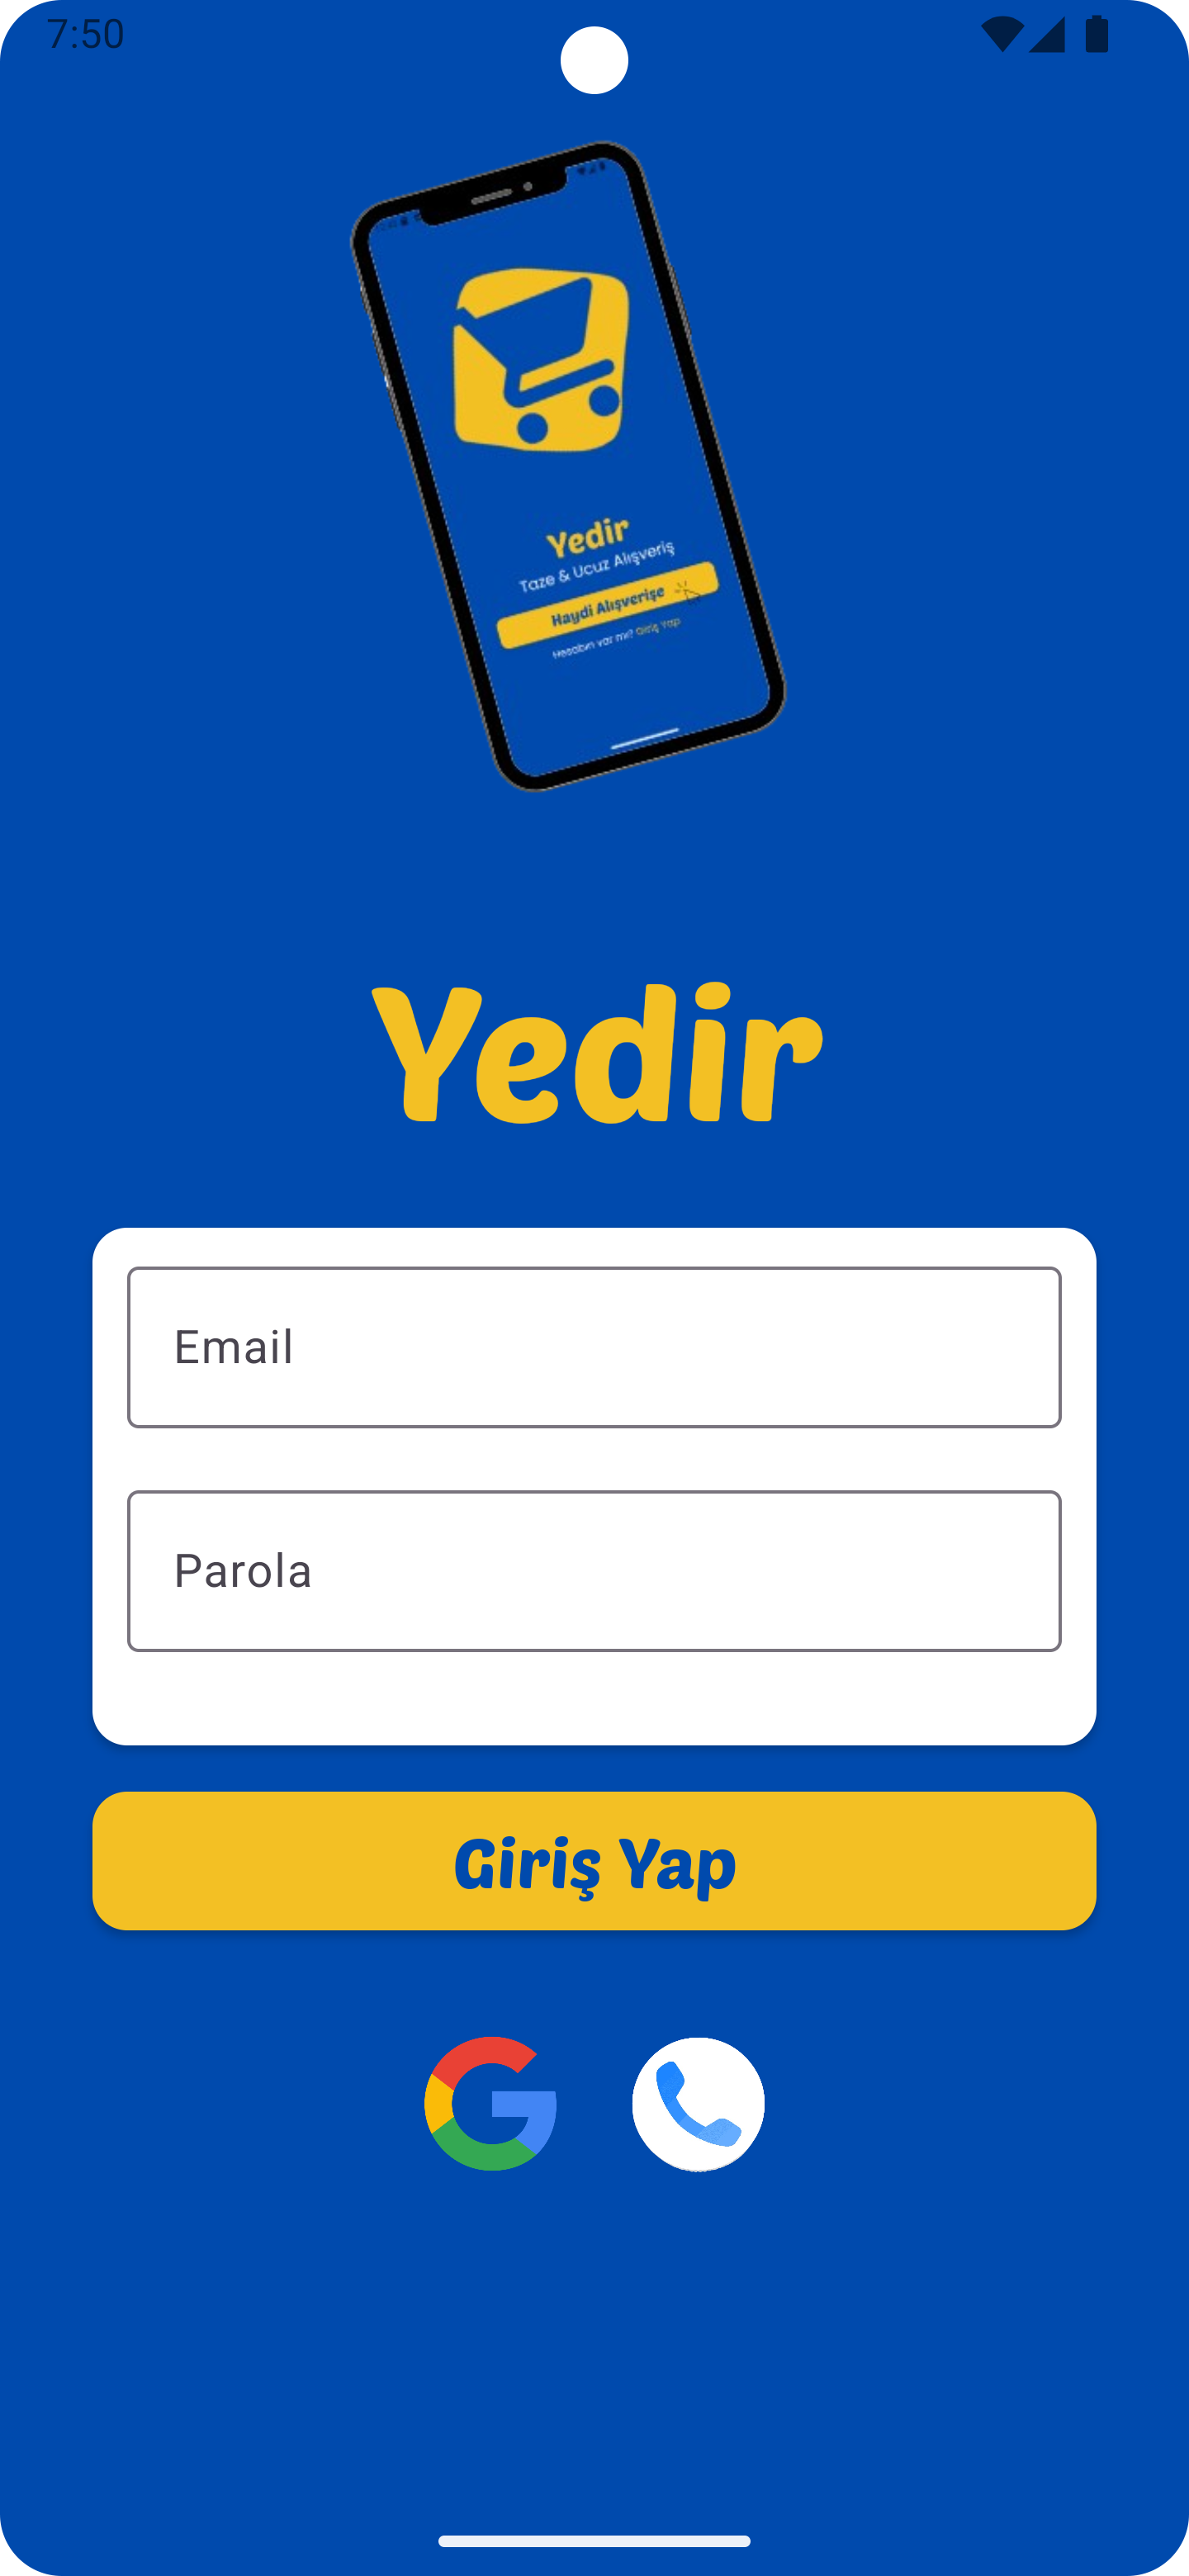 7:50
Yedir
Taze & Ucuz Alışveriş
Haydi Alışverişe
Hesabın var mı? Giriş Yap
Yedir
Email
Parola
Giriş Yap